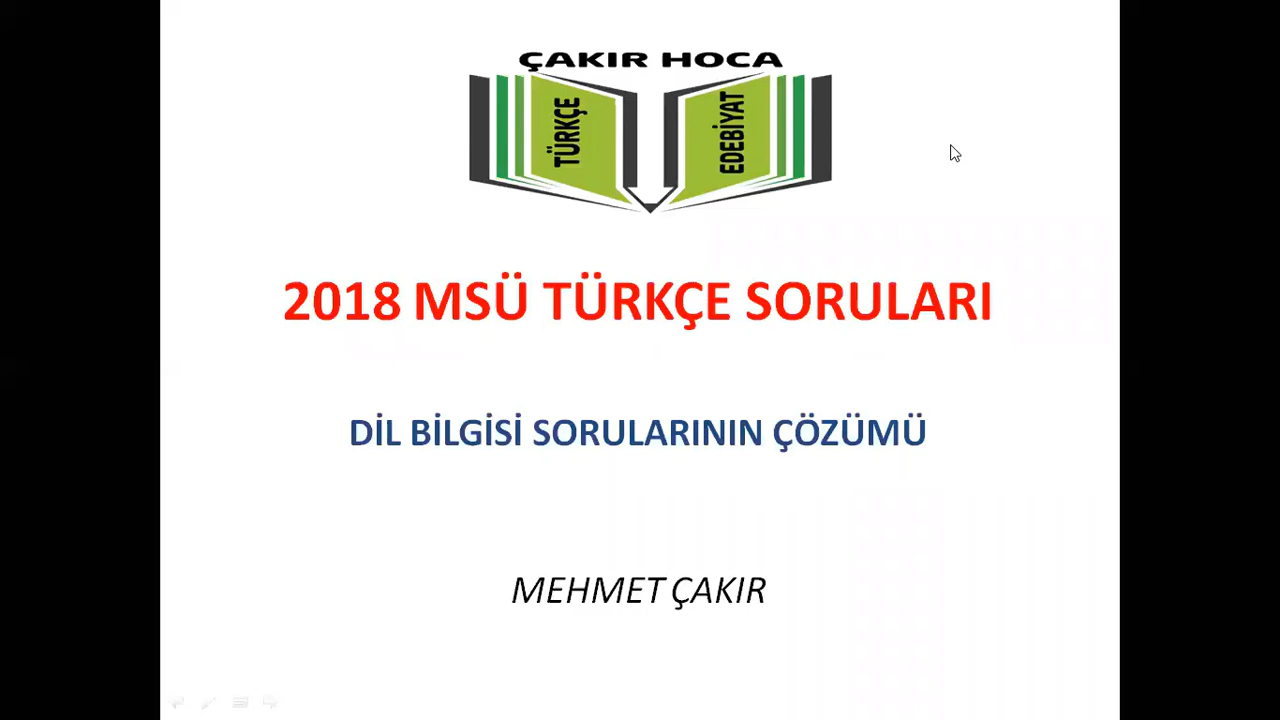 ÇAKIR HOCA
TÜRKÇE
EDEBİYAT
2018 MSÜ TÜRKÇE SORULARI
DİL BİLGİSİ SORULARININ ÇÖZÜMÜ
MEHMET ÇAKIR